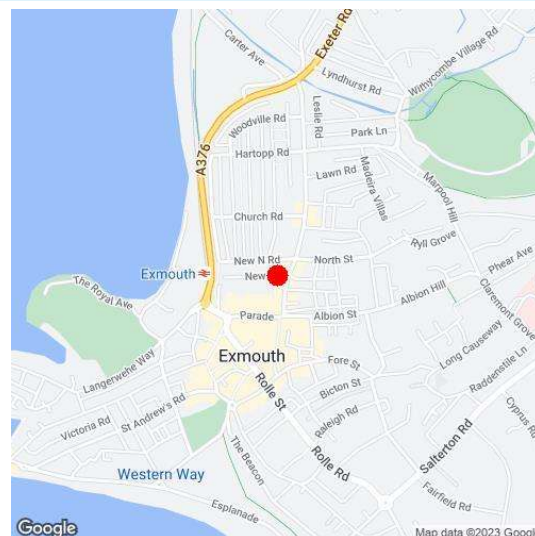 Exeter Rd
Carter Ave
Lyndhurst Rd
Withycombe Village Rd
Woodville Rd
Leslie Rd
Park Ln
A376
Hartopp Rd
Lawn Rd
Madeira Villas
Marpool Hill
Church Rd
Ryll Grove
New N Rd
North St
Exmouth
New
Phear Ave
The Royal Ave
Albion Hill
Claremont Grove
Parade
Albion St
Exmouth
Fore St
Long Causeway
Langerwehe Way
Raddenstile Ln
Rolle St
Bicton St
St Andrew's Rd
Cyprus Rd
Victoria Rd
Raleigh Rd
Salterton Rd
The Beacon
Rolle Rd
Western Way
Fairfield Rd
Esplanade
Google
Map data ©2023 Google